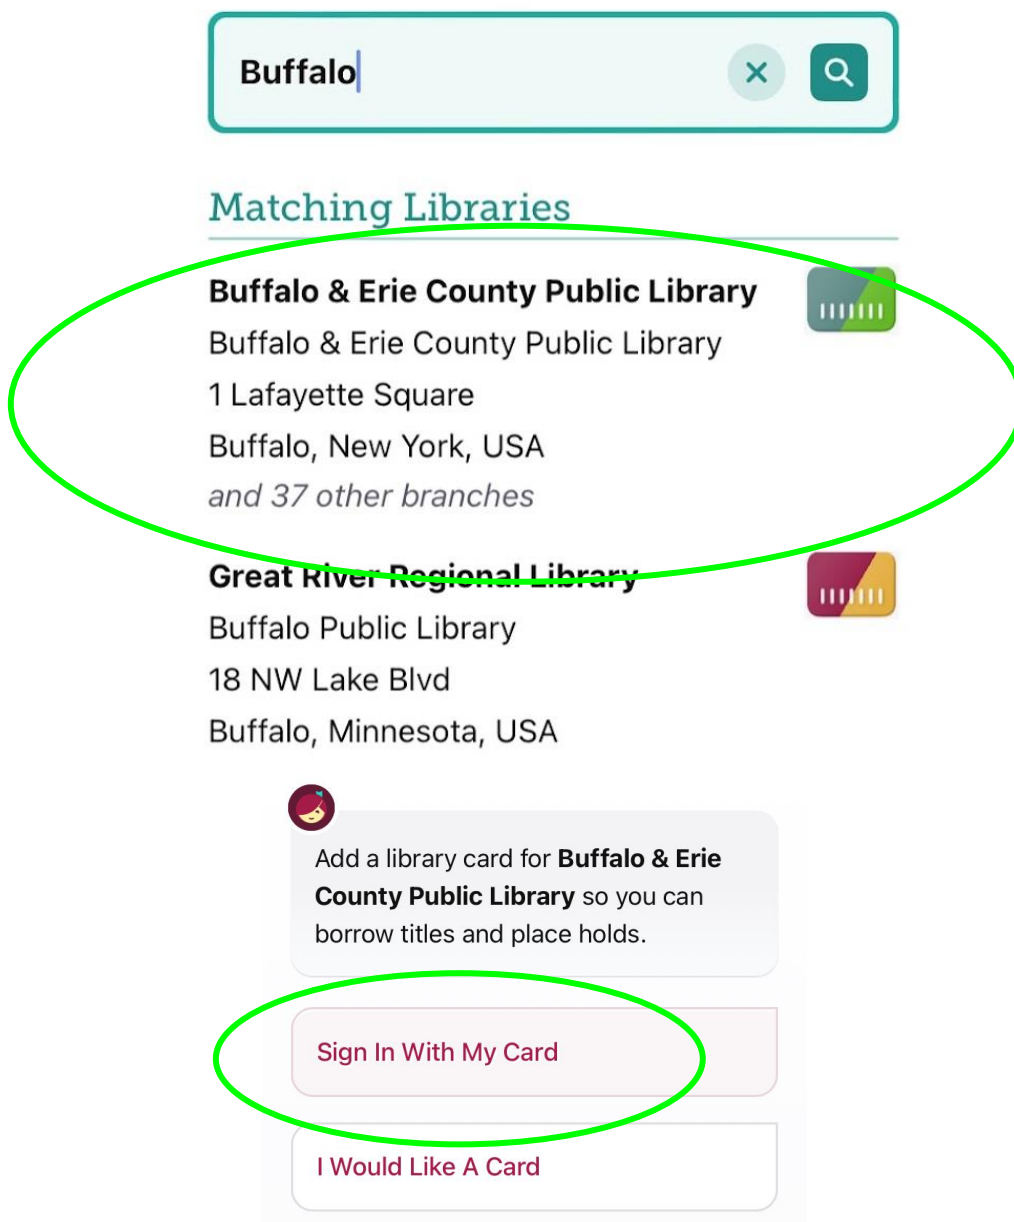 Buffalo
Matching Libraries
Buffalo & Erie County Public Library
Buffalo & Erie County Public Library
1 Lafayette Square
Buffalo, New York, USA
and 37 other branches
Great River Regional Library
Buffalo Public Library
18 NW Lake Blvd
Buffalo, Minnesota, USA
Add a library card for Buffalo & Erie
County Public Library so you can
borrow titles and place holds.
Sign In With My Card
I Would Like A Card